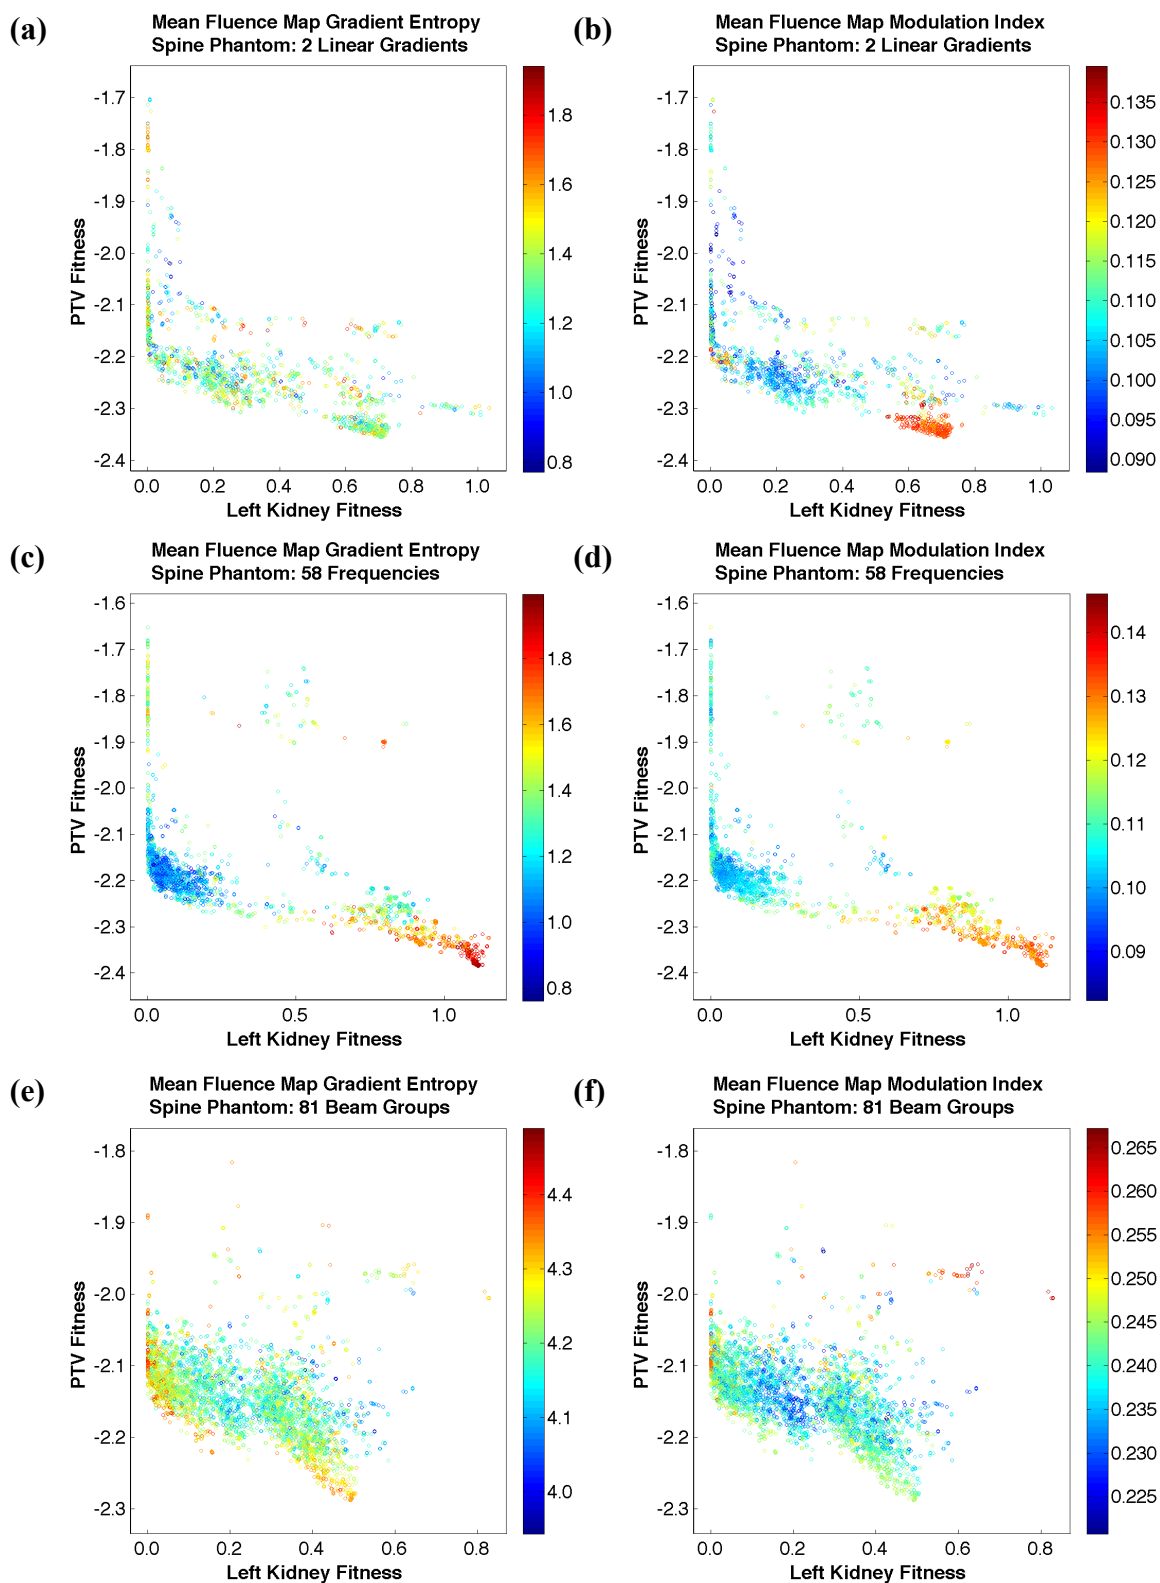 (a)
Mean Fluence Map Gradient Entropy
Spine Phantom: 2 Linear Gradients
PTV Fitness
-1.7
-1.8
-1.9
-2.0
-2.1
-2.2
-2.3
-2.4
0.0 0.2 0.4 0.6 0.8 1.0
Left Kidney Fitness
1.8
1.6
1.4
1.2
1.0
0.8
(b)
Mean Fluence Map Modulation Index
Spine Phantom: 2 Linear Gradients
PTV Fitness
-1.7
-1.8
-1.9
-2.0
-2.1
-2.2
-2.3
-2.4
0.0 0.2 0.4 0.6 0.8 1.0
Left Kidney Fitness
0.135
0.130
0.125
0.120
0.115
0.110
0.105
0.100
0.095
0.090
(c)
Mean Fluence Map Gradient Entropy
Spine Phantom: 58 Frequencies
PTV Fitness
-1.6
-1.7
-1.8
-1.9
-2.0
-2.1
-2.2
-2.3
-2.4
0.0 0.5 1.0
Left Kidney Fitness
1.8
1.6
1.4
1.2
1.0
0.8
(d)
Mean Fluence Map Modulation Index
Spine Phantom: 58 Frequencies
PTV Fitness
-1.6
-1.7
-1.8
-1.9
-2.0
-2.1
-2.2
-2.3
-2.4
0.0 0.5 1.0
Left Kidney Fitness
0.14
0.13
0.12
0.11
0.10
0.09
(e)
Mean Fluence Map Gradient Entropy
Spine Phantom: 81 Beam Groups
PTV Fitness
-1.8
-1.9
-2.0
-2.1
-2.2
-2.3
0.0 0.2 0.4 0.6 0.8
Left Kidney Fitness
4.4
4.3
4.2
4.1
4.0
(f)
Mean Fluence Map Modulation Index
Spine Phantom: 81 Beam Groups
PTV Fitness
-1.8
-1.9
-2.0
-2.1
-2.2
-2.3
0.0 0.2 0.4 0.6 0.8
Left Kidney Fitness
0.265
0.260
0.255
0.250
0.245
0.240
0.235
0.230
0.225